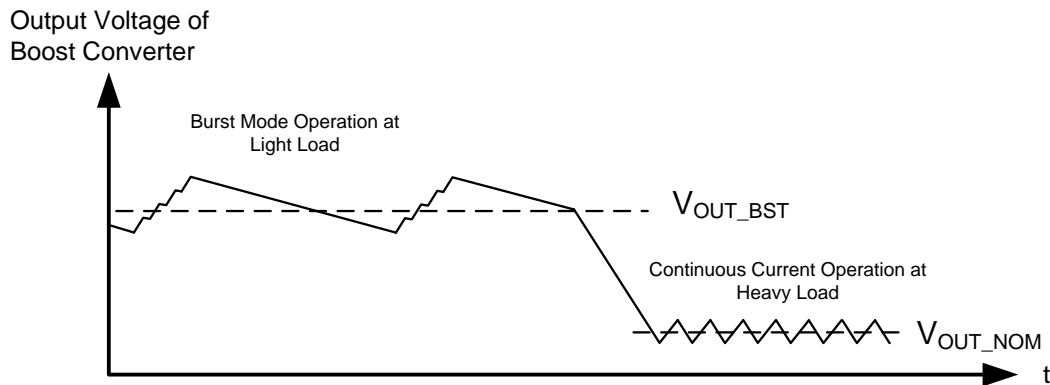 Output Voltage of
Boost Converter
Burst Mode Operation at
Light Load
VOUT_BST
Continuous Current Operation at
Heavy Load
VOUT_NOM
t